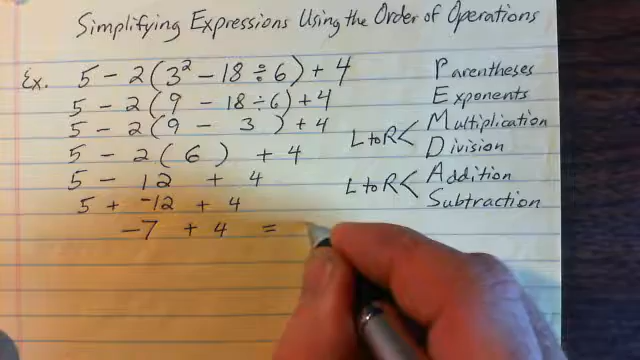 Simplifying Expressions Using the Order of Operations
Ex. 5 - 2(3² - 18 ÷ 6) + 4
5 - 2(9 - 18 ÷ 6) + 4
5 - 2(9 - 3) + 4
5 - 2(6) + 4
5 - 12 + 4
5 + -12 + 4
-7 + 4 =
Parentheses
Exponents
L to R < Multiplication
Division
L to R < Addition
Subtraction